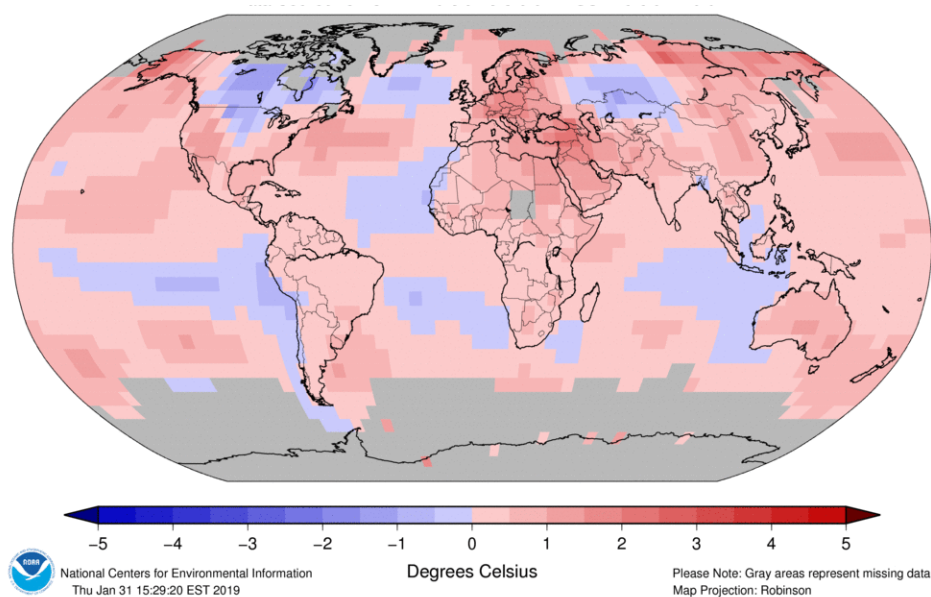 −5 −4 −3 −2 −1 0 1 2 3 4 5
Degrees Celsius
NOAA
National Centers for Environmental Information
Thu Jan 31 15:29:20 EST 2019
Please Note: Gray areas represent missing data
Map Projection: Robinson